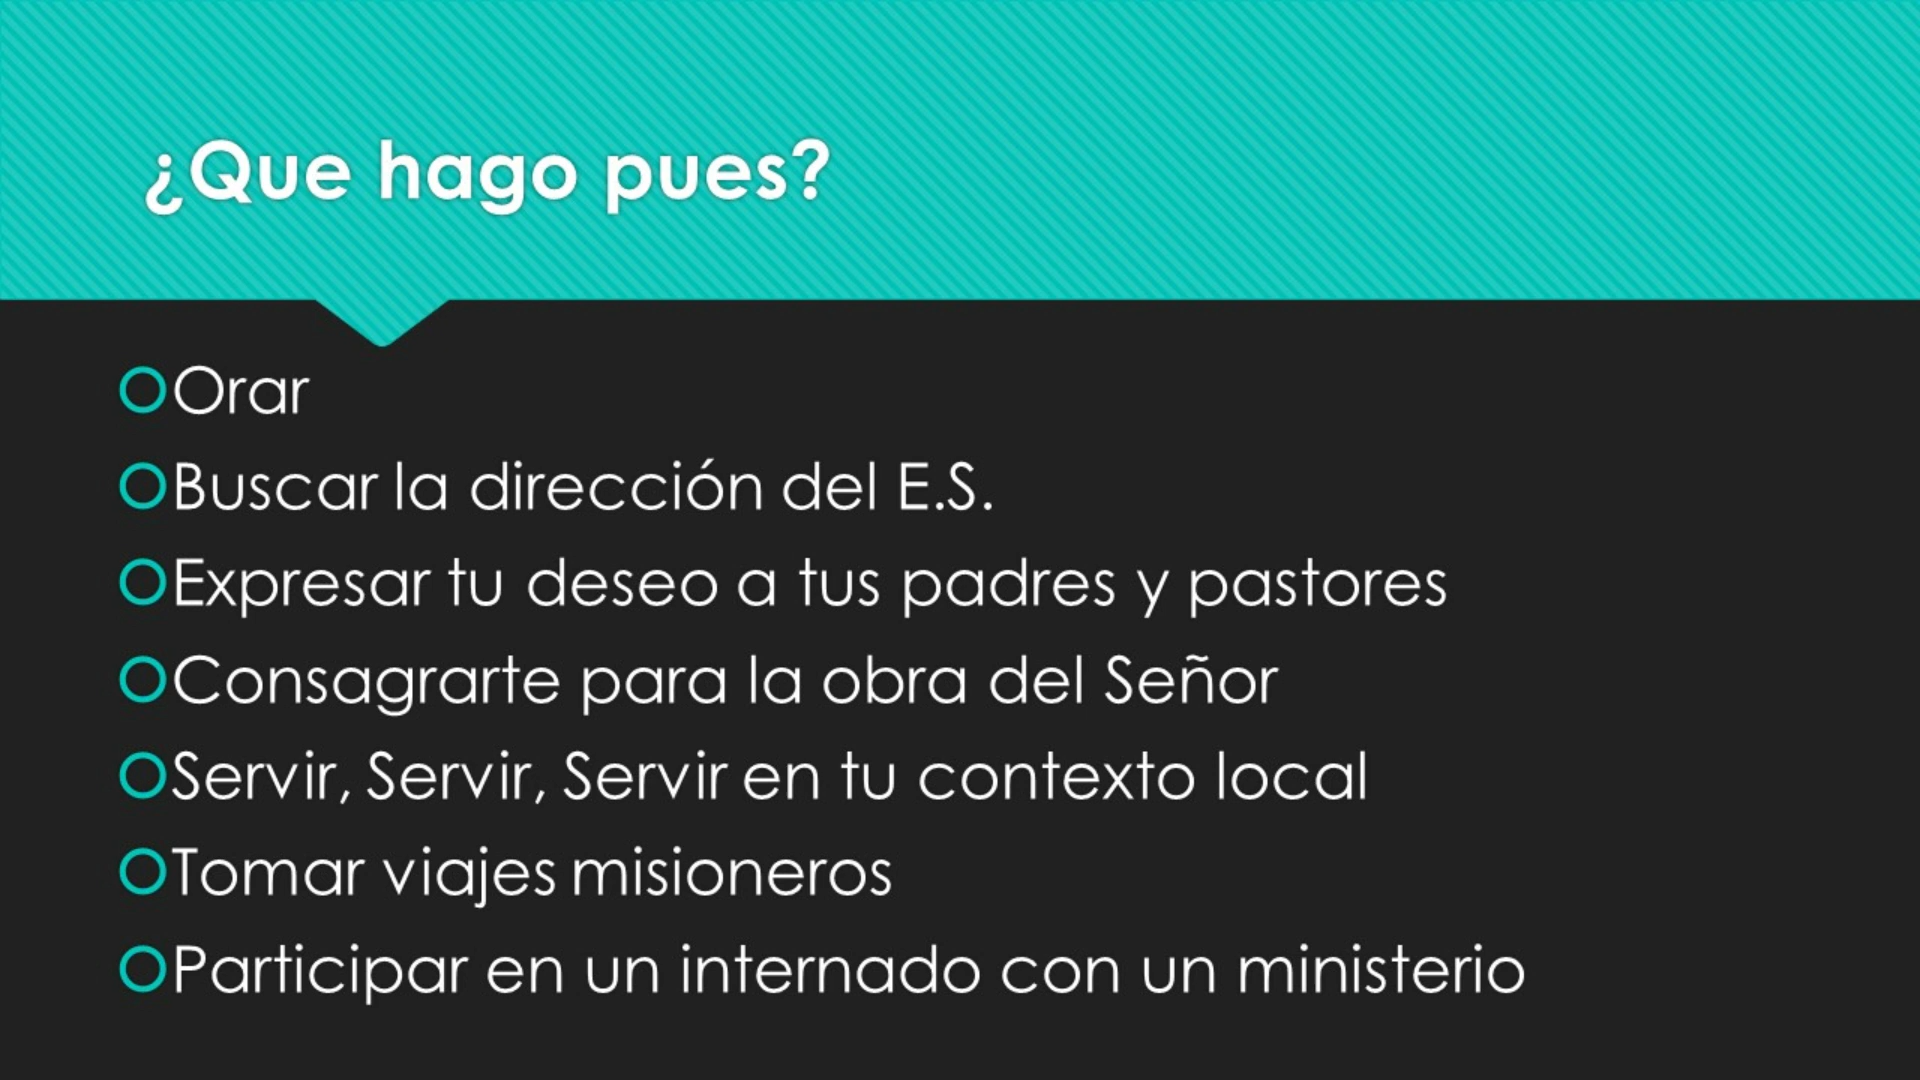 ¿Que hago pues?
Orar
Buscar la dirección del E.S.
Expresar tu deseo a tus padres y pastores
Consagrarte para la obra del Señor
Servir, Servir, Servir en tu contexto local
Tomar viajes misioneros
Participar en un internado con un ministerio